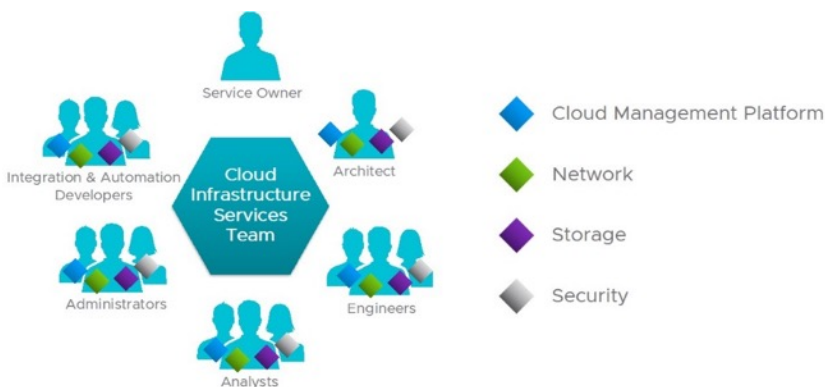 Service Owner
Integration & Automation
Developers
Architect
Cloud
Infrastructure
Services
Team
Administrators
Engineers
Analysts
Cloud Management Platform
Network
Storage
Security